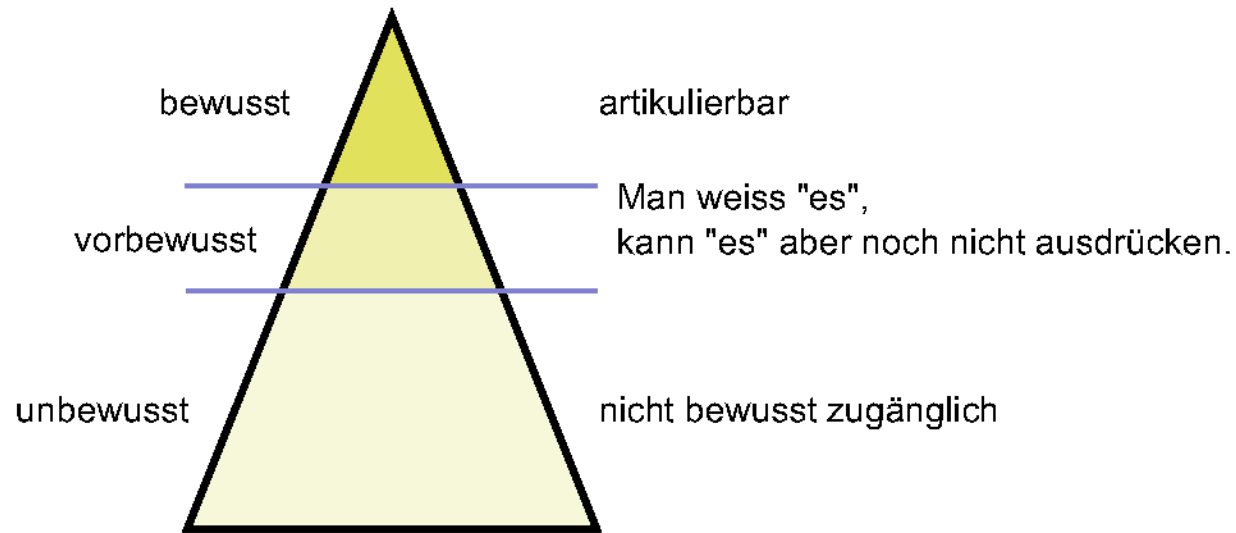 bewusst
artikulierbar
Man weiss "es",
kann "es" aber noch nicht ausdrücken.
vorbewusst
unbewusst
nicht bewusst zugänglich